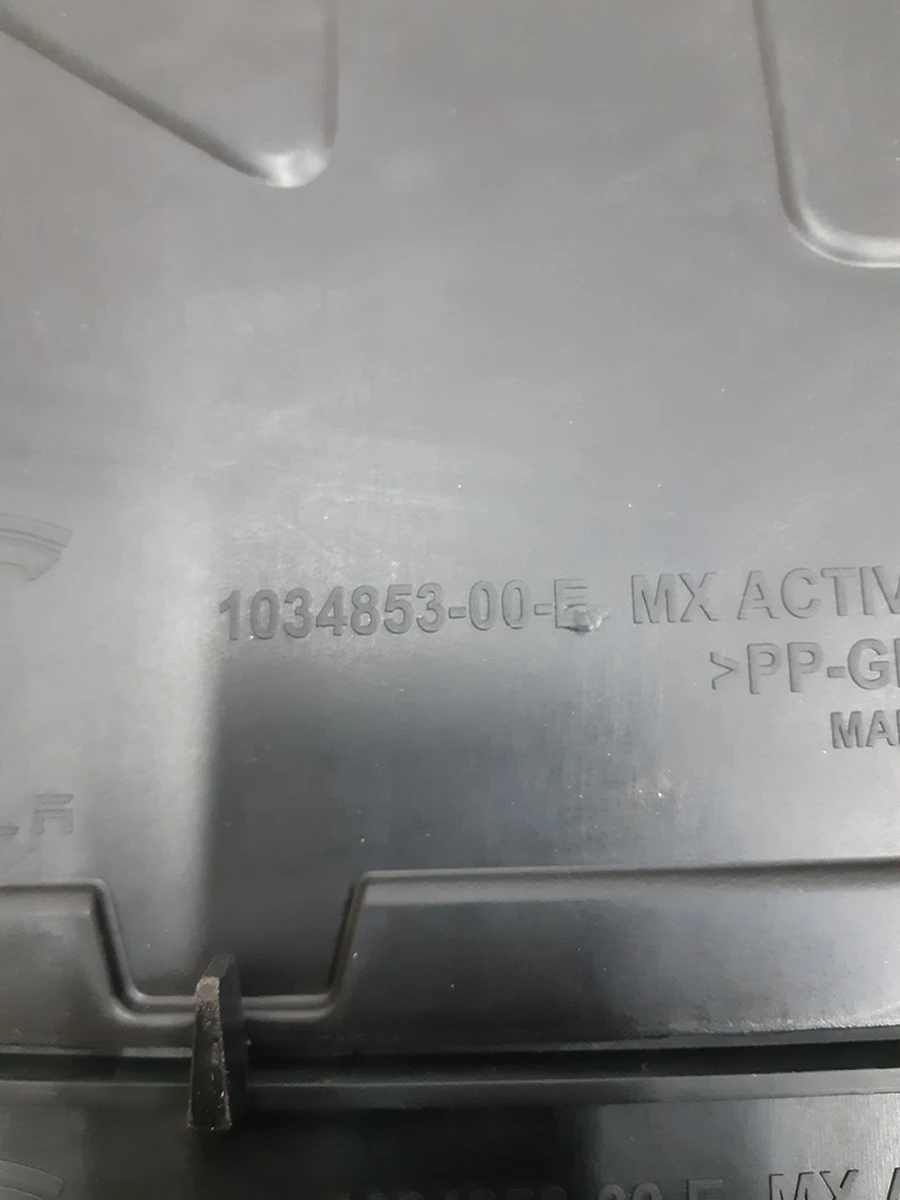 1034853-00-E MX ACTIV
>PP-G
MA